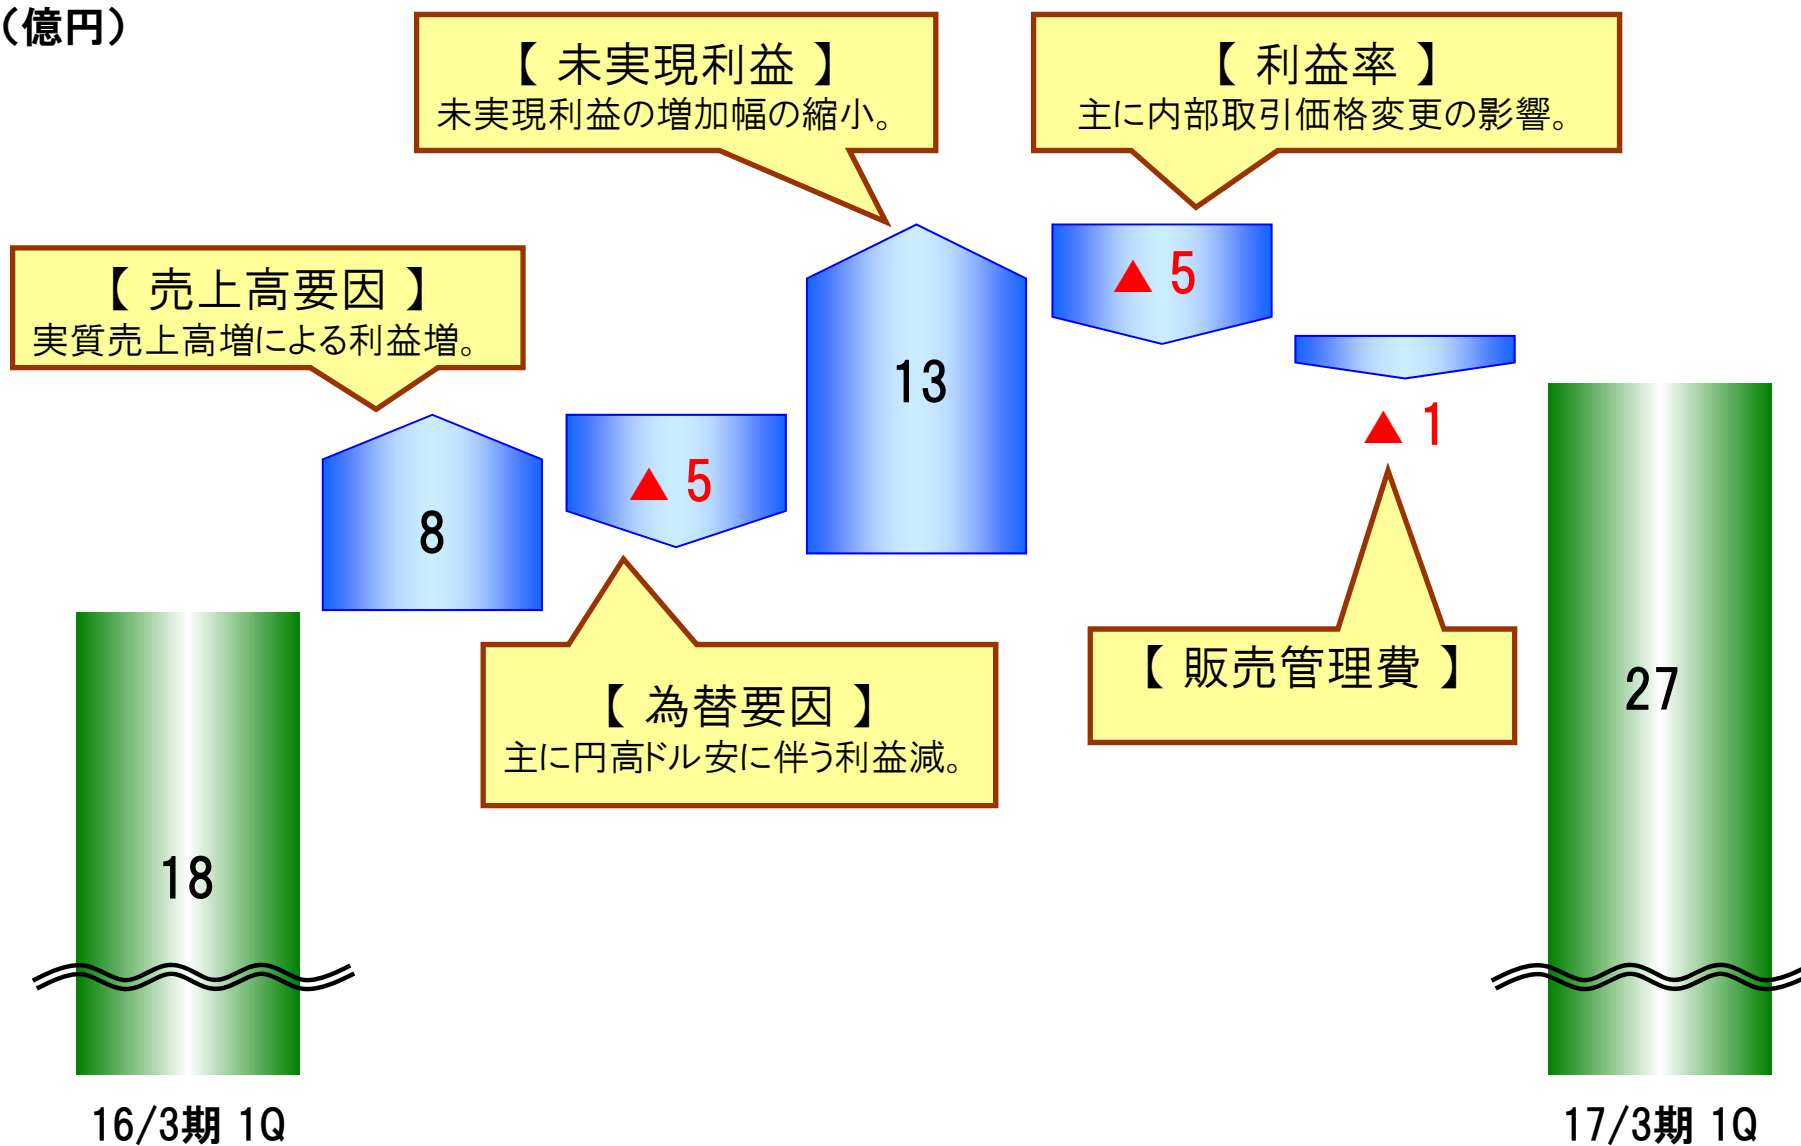 （億円）
【 未実現利益 】
未実現利益の増加幅の縮小。
【 利益率 】
主に内部取引価格変更の影響。
【 売上高要因 】
実質売上高増による利益増。
8
▲ 5
13
▲ 5
▲ 1
【 為替要因 】
主に円高ドル安に伴う利益減。
【 販売管理費 】
18
27
16/3期 1Q
17/3期 1Q